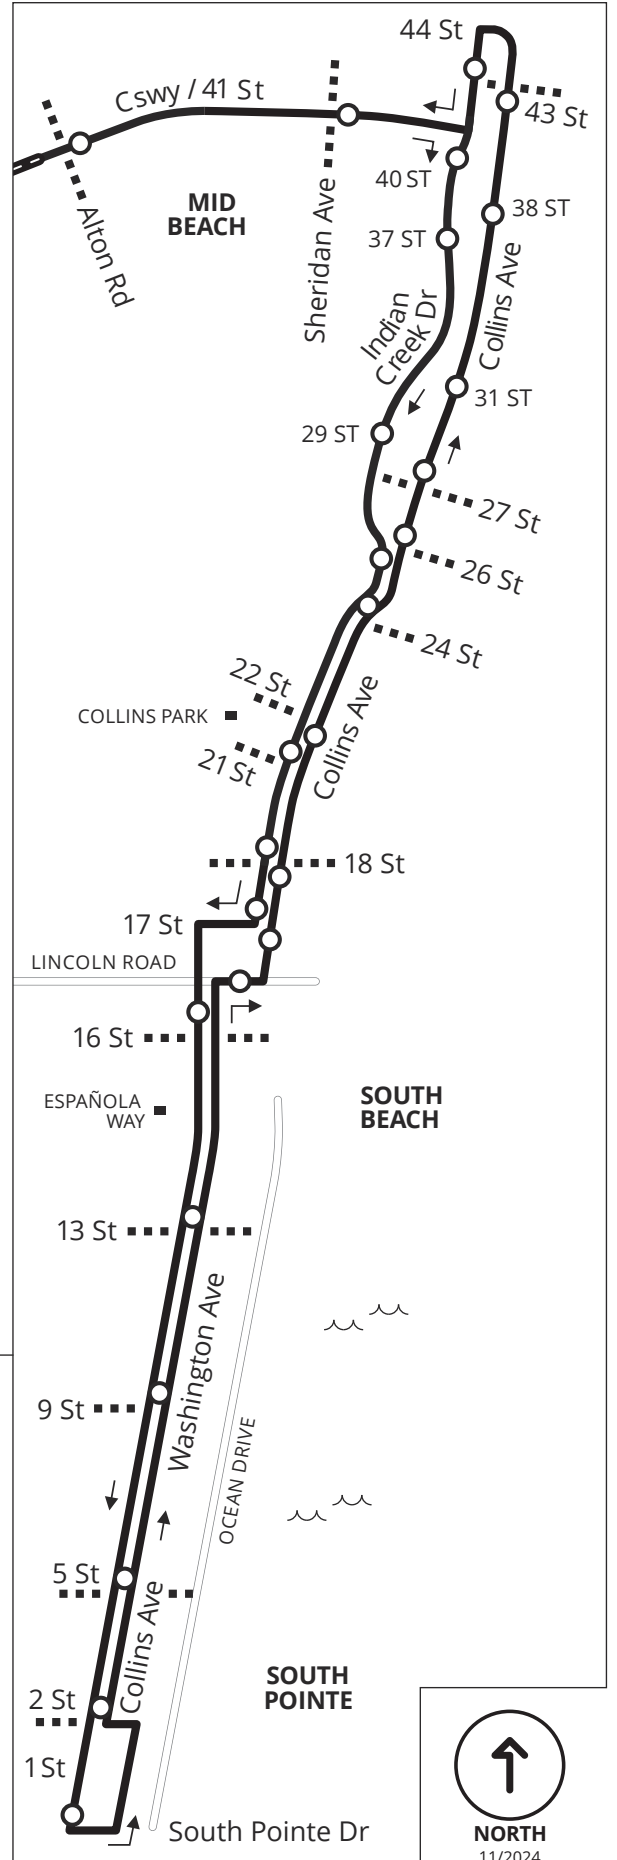 44 St
Cswy / 41 St
43 St
40 ST
MID
BEACH
38 ST
Alton Rd
Sheridan Ave
37 ST
Collins Ave
Indian
Creek Dr
31 ST
29 ST
27 St
26 St
24 St
22 St
COLLINS PARK
Collins Ave
21 St
18 St
17 St
LINCOLN ROAD
16 St
ESPAÑOLA
WAY
SOUTH
BEACH
13 St
Washington Ave
9 St
OCEAN DRIVE
5 St
Collins Ave
SOUTH
POINTE
2 St
1 St
South Pointe Dr
NORTH
11/2024